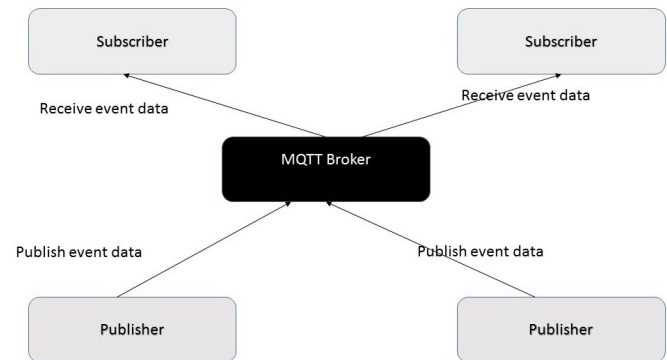 Subscriber
Subscriber
Receive event data
Receive event data
MQTT Broker
Publish event data
Publish event data
Publisher
Publisher